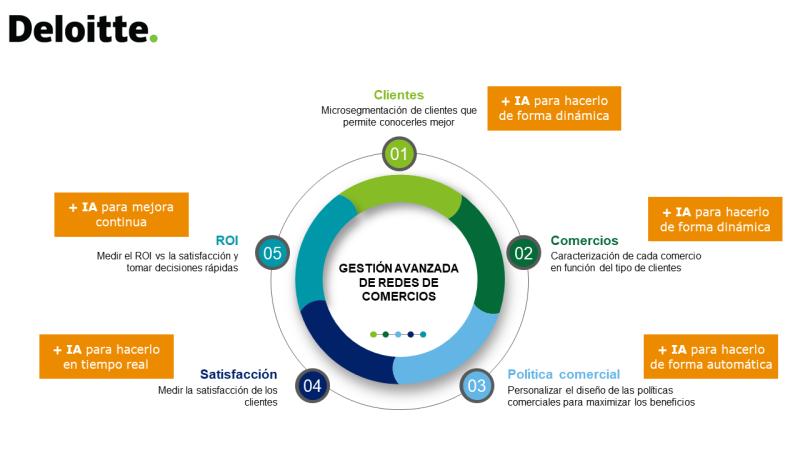 Deloitte.
Clientes
Microsegmentación de clientes que
permite conocerles mejor
+ IA para hacerlo
de forma dinámica
01
+ IA para mejora
continua
+ IA para hacerlo
de forma dinámica
ROI
Medir el ROI vs la satisfacción y
tomar decisiones rápidas
05
02
Comercios
Caracterización de cada comercio
en función del tipo de clientes
GESTIÓN AVANZADA
DE REDES DE
COMERCIOS
+ IA para hacerlo
en tiempo real
+ IA para hacerlo
de forma automática
Satisfacción
Medir la satisfacción de los
clientes
04
03
Política comercial
Personalizar el diseño de las políticas
comerciales para maximizar los beneficios